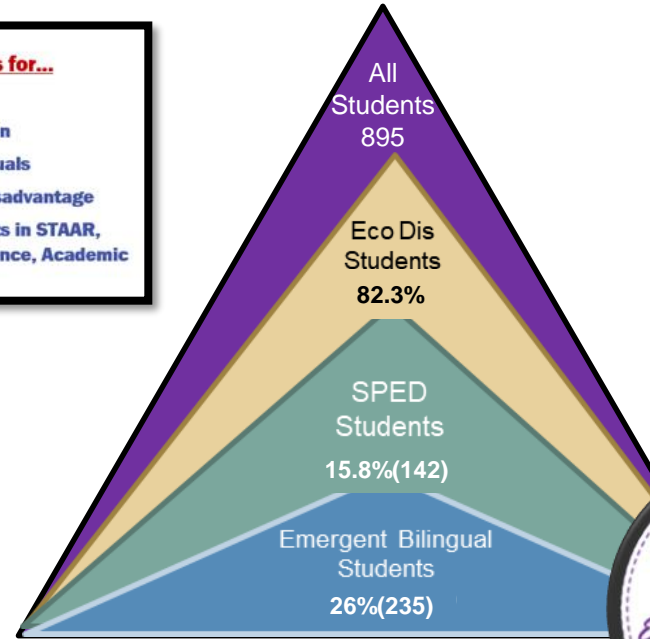 s for...
n
uals
sadvantage
s in STAAR,
nce, Academic
All
Students
895
Eco Dis
Students
82.3%
SPED
Students
15.8%(142)
Emergent Bilingual
Students
26%(235)